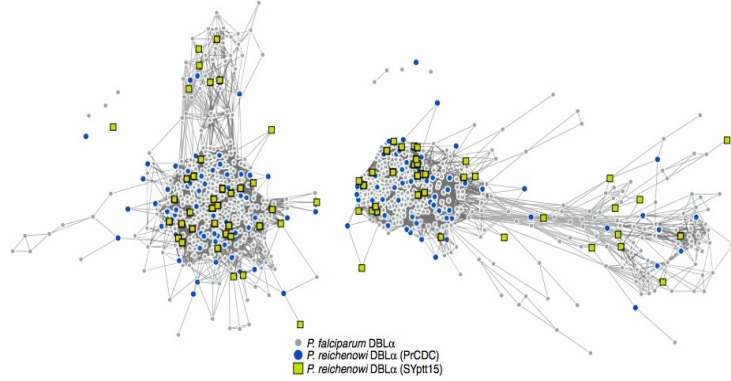 P. falciparum DBLα
P. reichenowi DBLα (PrCDC)
P. reichenowi DBLα (SYptt15)